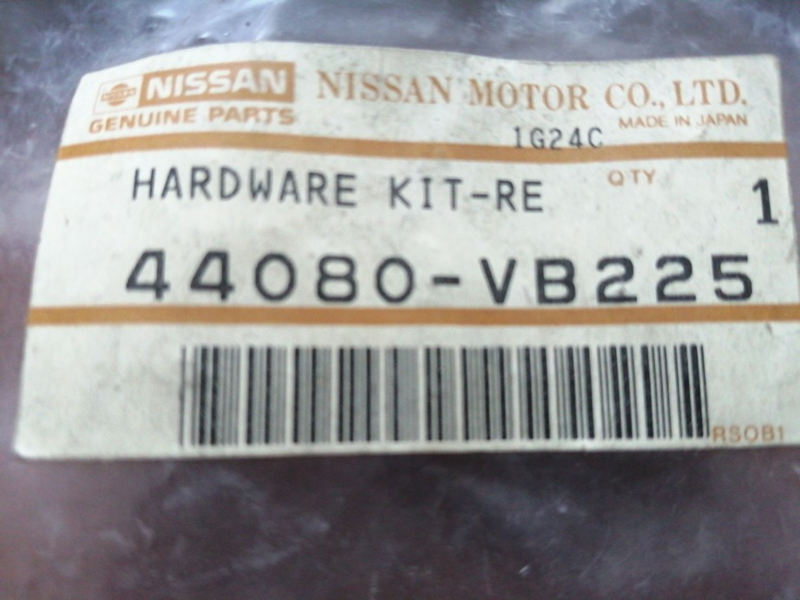 NISSAN NISSAN MOTOR CO., LTD.
GENUINE PARTS MADE IN JAPAN
1G24C
HARDWARE KIT-RE QTY 1
44080-VB225
RSOB1